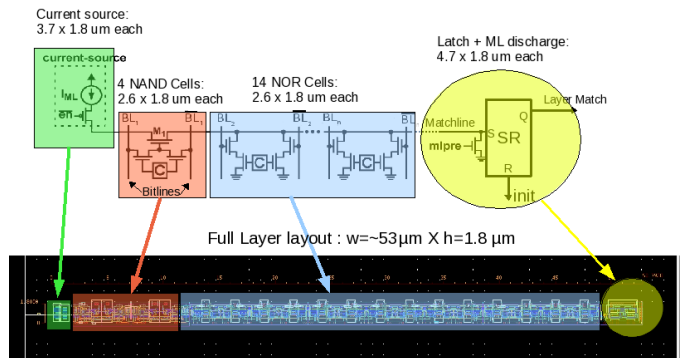 Current source:
3.7 x 1.8 um each
current-source
I_ML
en
4 NAND Cells:
2.6 x 1.8 um each
BL₁ M₁ BL₁
C
Bitlines
14 NOR Cells:
2.6 x 1.8 um each
BL₂ BL₂ BLₙ BL
C C
Latch + ML discharge:
4.7 x 1.8 um each
Matchline
mlpre
S SR Q
R
Layer Match
init
Full Layer layout : w=~53μm X h=1.8 μm